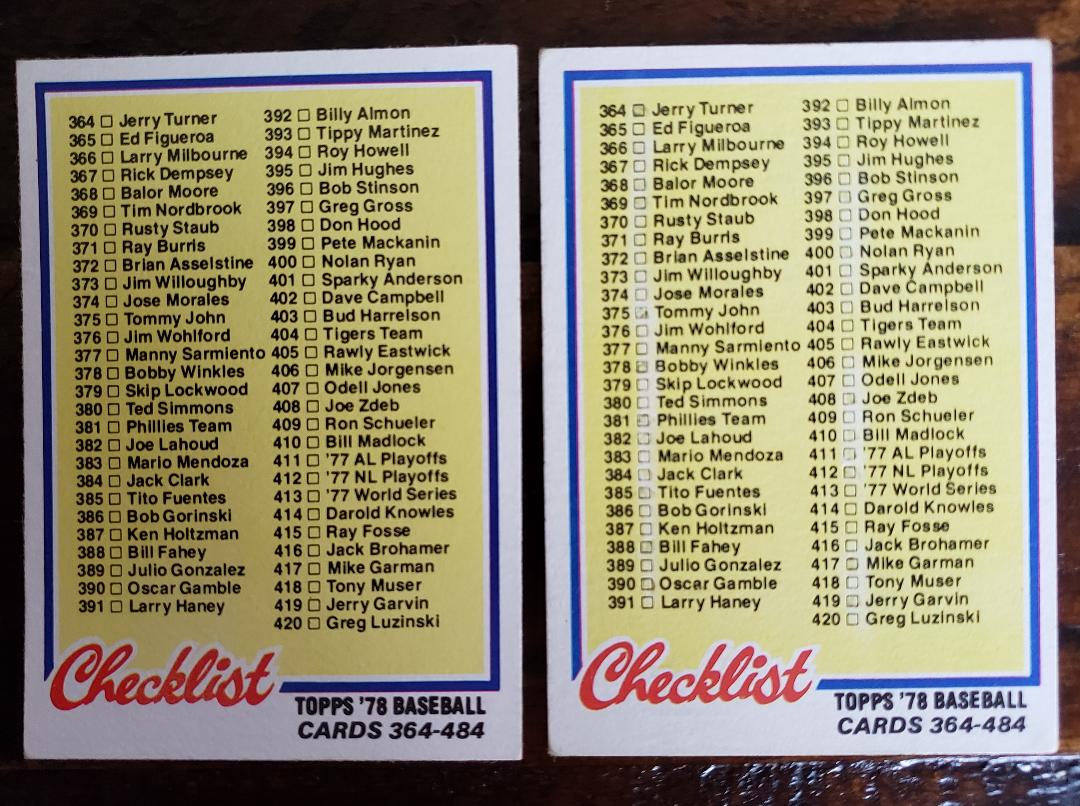 364 ☐ Jerry Turner
365 ☐ Ed Figueroa
366 ☐ Larry Milbourne
367 ☐ Rick Dempsey
368 ☐ Balor Moore
369 ☐ Tim Nordbrook
370 ☐ Rusty Staub
371 ☐ Ray Burris
372 ☐ Brian Asselstine
373 ☐ Jim Willoughby
374 ☐ Jose Morales
375 ☐ Tommy John
376 ☐ Jim Wohlford
377 ☐ Manny Sarmiento
378 ☐ Bobby Winkles
379 ☐ Skip Lockwood
380 ☐ Ted Simmons
381 ☐ Phillies Team
382 ☐ Joe Lahoud
383 ☐ Mario Mendoza
384 ☐ Jack Clark
385 ☐ Tito Fuentes
386 ☐ Bob Gorinski
387 ☐ Ken Holtzman
388 ☐ Bill Fahey
389 ☐ Julio Gonzalez
390 ☐ Oscar Gamble
391 ☐ Larry Haney
392 ☐ Billy Almon
393 ☐ Tippy Martinez
394 ☐ Roy Howell
395 ☐ Jim Hughes
396 ☐ Bob Stinson
397 ☐ Greg Gross
398 ☐ Don Hood
399 ☐ Pete Mackanin
400 ☐ Nolan Ryan
401 ☐ Sparky Anderson
402 ☐ Dave Campbell
403 ☐ Bud Harrelson
404 ☐ Tigers Team
405 ☐ Rawly Eastwick
406 ☐ Mike Jorgensen
407 ☐ Odell Jones
408 ☐ Joe Zdeb
409 ☐ Ron Schueler
410 ☐ Bill Madlock
411 ☐ '77 AL Playoffs
412 ☐ '77 NL Playoffs
413 ☐ '77 World Series
414 ☐ Darold Knowles
415 ☐ Ray Fosse
416 ☐ Jack Brohamer
417 ☐ Mike Garman
418 ☐ Tony Muser
419 ☐ Jerry Garvin
420 ☐ Greg Luzinski
Checklist
TOPPS '78 BASEBALL
CARDS 364-484
364 ☐ Jerry Turner
365 ☐ Ed Figueroa
366 ☐ Larry Milbourne
367 ☐ Rick Dempsey
368 ☐ Balor Moore
369 ☐ Tim Nordbrook
370 ☐ Rusty Staub
371 ☐ Ray Burris
372 ☐ Brian Asselstine
373 ☐ Jim Willoughby
374 ☐ Jose Morales
375 ☐ Tommy John
376 ☐ Jim Wohlford
377 ☐ Manny Sarmiento
378 ☐ Bobby Winkles
379 ☐ Skip Lockwood
380 ☐ Ted Simmons
381 ☐ Phillies Team
382 ☐ Joe Lahoud
383 ☐ Mario Mendoza
384 ☐ Jack Clark
385 ☐ Tito Fuentes
386 ☐ Bob Gorinski
387 ☐ Ken Holtzman
388 ☐ Bill Fahey
389 ☐ Julio Gonzalez
390 ☐ Oscar Gamble
391 ☐ Larry Haney
392 ☐ Billy Almon
393 ☐ Tippy Martinez
394 ☐ Roy Howell
395 ☐ Jim Hughes
396 ☐ Bob Stinson
397 ☐ Greg Gross
398 ☐ Don Hood
399 ☐ Pete Mackanin
400 ☐ Nolan Ryan
401 ☐ Sparky Anderson
402 ☐ Dave Campbell
403 ☐ Bud Harrelson
404 ☐ Tigers Team
405 ☐ Rawly Eastwick
406 ☐ Mike Jorgensen
407 ☐ Odell Jones
408 ☐ Joe Zdeb
409 ☐ Ron Schueler
410 ☐ Bill Madlock
411 ☐ '77 AL Playoffs
412 ☐ '77 NL Playoffs
413 ☐ '77 World Series
414 ☐ Darold Knowles
415 ☐ Ray Fosse
416 ☐ Jack Brohamer
417 ☐ Mike Garman
418 ☐ Tony Muser
419 ☐ Jerry Garvin
420 ☐ Greg Luzinski
Checklist
TOPPS '78 BASEBALL
CARDS 364-484